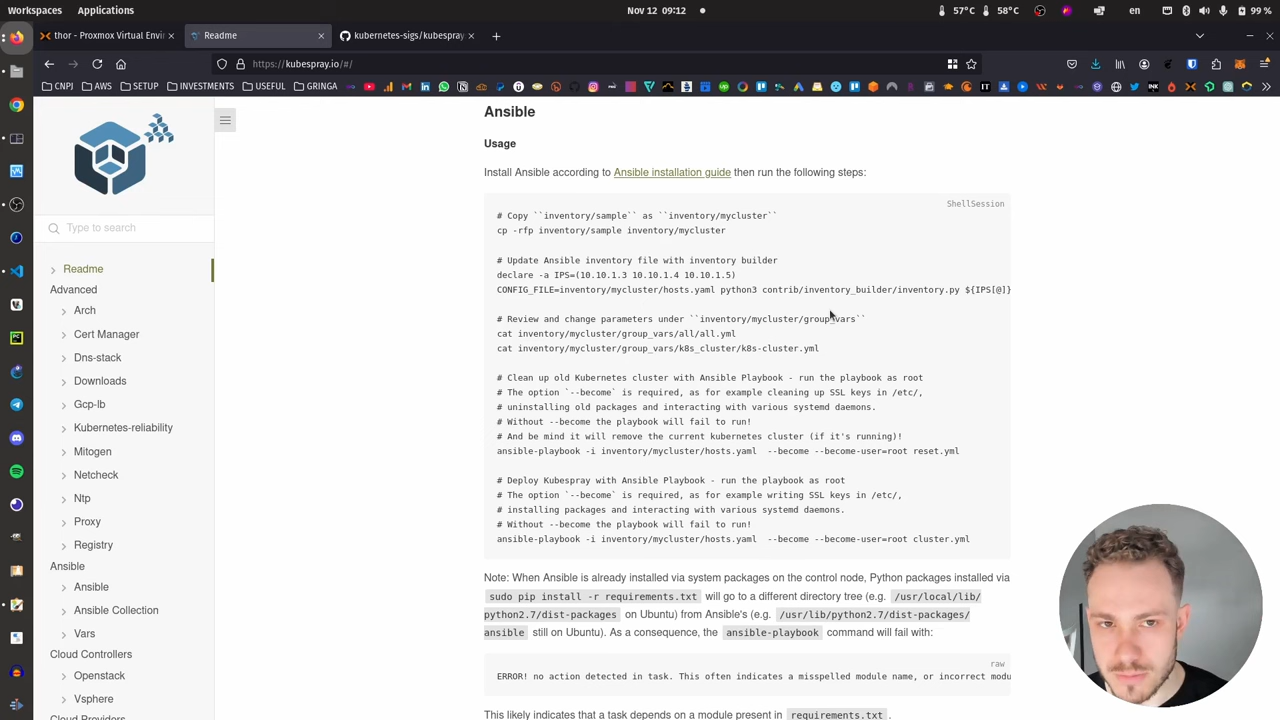 Workspaces Applications Nov 12 09:12 57°C 58°C en 99 %
thor - Proxmox Virtual Envi Readme kubernetes-sigs/kubespray
https://kubespray.io/#/
CNPJ AWS SETUP INVESTMENTS USEFUL GRINGA
Type to search
Readme
Advanced
Arch
Cert Manager
Dns-stack
Downloads
Gcp-lb
Kubernetes-reliability
Mitogen
Netcheck
Ntp
Proxy
Registry
Ansible
Ansible
Ansible Collection
Vars
Cloud Controllers
Openstack
Vsphere
Cloud Providers
Ansible
Usage
Install Ansible according to Ansible installation guide then run the following steps:
ShellSession
# Copy ``inventory/sample`` as ``inventory/mycluster``
cp -rfp inventory/sample inventory/mycluster
# Update Ansible inventory file with inventory builder
declare -a IPS=(10.10.1.3 10.10.1.4 10.10.1.5)
CONFIG_FILE=inventory/mycluster/hosts.yaml python3 contrib/inventory_builder/inventory.py ${IPS[@]}
# Review and change parameters under ``inventory/mycluster/group_vars``
cat inventory/mycluster/group_vars/all/all.yml
cat inventory/mycluster/group_vars/k8s_cluster/k8s-cluster.yml
# Clean up old Kubernetes cluster with Ansible Playbook - run the playbook as root
# The option `--become` is required, as for example cleaning up SSL keys in /etc/,
# uninstalling old packages and interacting with various systemd daemons.
# Without --become the playbook will fail to run!
# And be mind it will remove the current kubernetes cluster (if it's running)!
ansible-playbook -i inventory/mycluster/hosts.yaml  --become --become-user=root reset.yml
# Deploy Kubespray with Ansible Playbook - run the playbook as root
# The option `--become` is required, as for example writing SSL keys in /etc/,
# installing packages and interacting with various systemd daemons.
# Without --become the playbook will fail to run!
ansible-playbook -i inventory/mycluster/hosts.yaml  --become --become-user=root cluster.yml
Note: When Ansible is already installed via system packages on the control node, Python packages installed via
sudo pip install -r requirements.txt will go to a different directory tree (e.g. /usr/local/lib/
python2.7/dist-packages on Ubuntu) from Ansible's (e.g. /usr/lib/python2.7/dist-packages/
ansible still on Ubuntu). As a consequence, the ansible-playbook command will fail with:
raw
ERROR! no action detected in task. This often indicates a misspelled module name, or incorrect modu
This likely indicates that a task depends on a module present in requirements.txt.